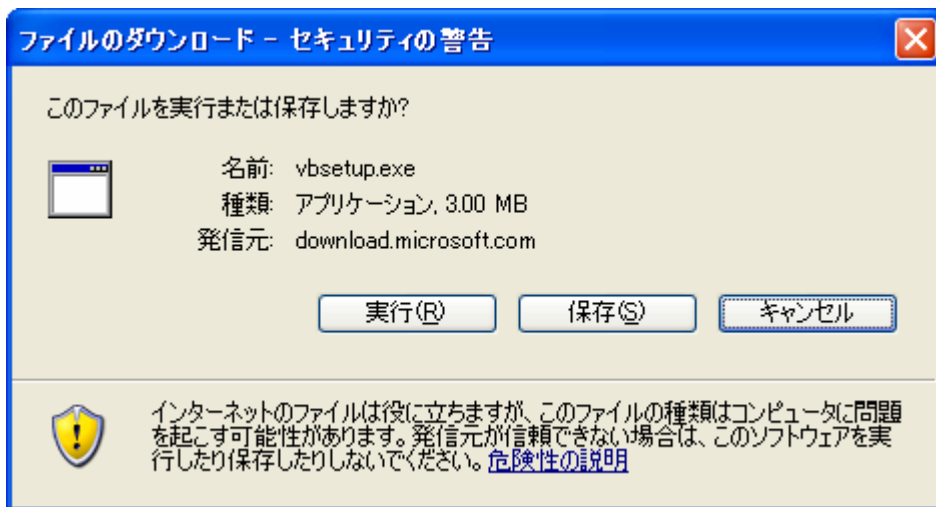 ファイルのダウンロード - セキュリティの警告
このファイルを実行または保存しますか?
名前: vbsetup.exe
種類: アプリケーション, 3.00 MB
発信元: download.microsoft.com
実行(R) 保存(S) キャンセル
インターネットのファイルは役に立ちますが、このファイルの種類はコンピュータに問題
を起こす可能性があります。発信元が信頼できない場合は、このソフトウェアを実
行したり保存したりしないでください。危険性の説明